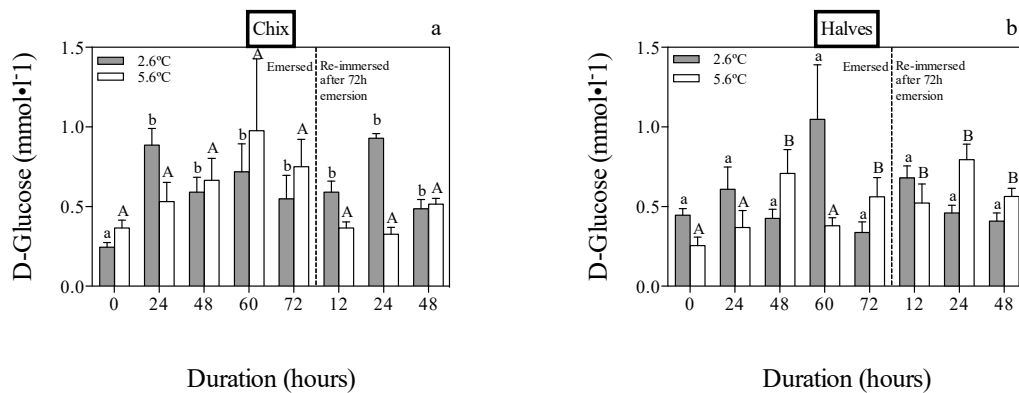 Chix
a
D-Glucose (mmol•l-1)
1.5
1.0
0.5
0.0
2.6ºC
5.6ºC
Emersed
Re-immersed
after 72h
emersion
a A b A b A b A b A b A b A b A
0 24 48 60 72 12 24 48
Duration (hours)
Halves
b
D-Glucose (mmol•l-1)
1.5
1.0
0.5
0.0
2.6ºC
5.6ºC
Emersed
Re-immersed
after 72h
emersion
a A a A a B a A a B a B a B a B
0 24 48 60 72 12 24 48
Duration (hours)